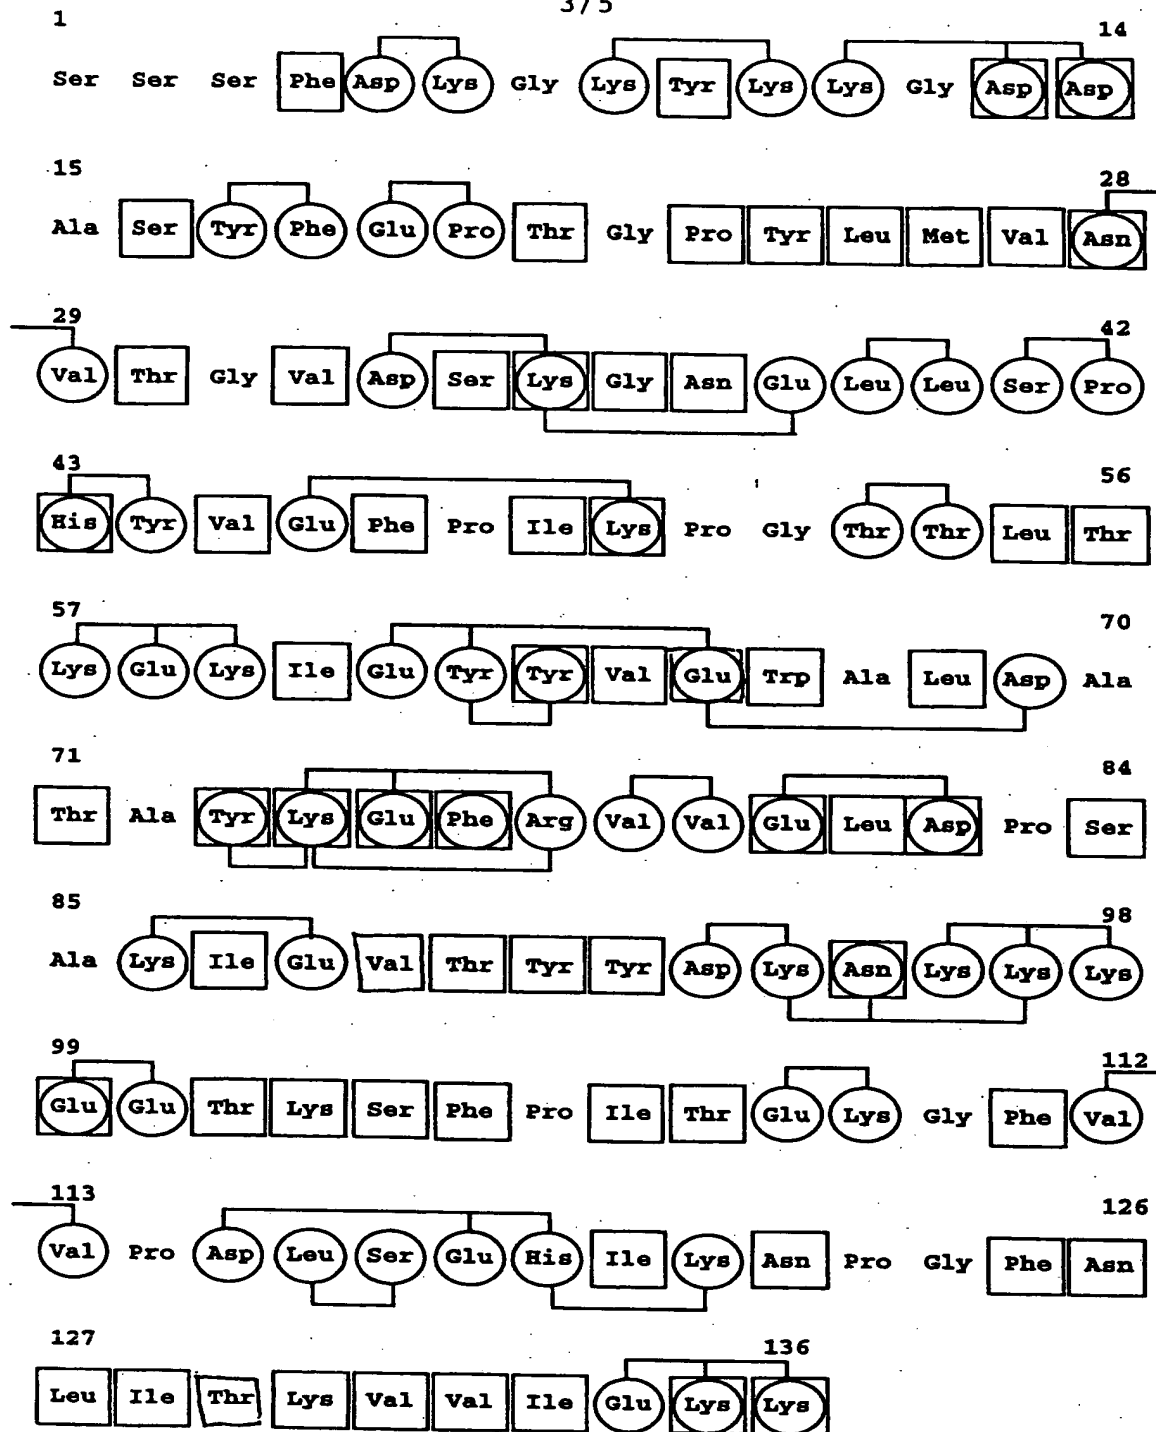 3/5
1 14
Ser Ser Ser Phe Asp Lys Gly Lys Tyr Lys Lys Gly Asp Asp
15 28
Ala Ser Tyr Phe Glu Pro Thr Gly Pro Tyr Leu Met Val Asn
29 42
Val Thr Gly Val Asp Ser Lys Gly Asn Glu Leu Leu Ser Pro
43 56
His Tyr Val Glu Phe Pro Ile Lys Pro Gly Thr Thr Leu Thr
57 70
Lys Glu Lys Ile Glu Tyr Tyr Val Glu Trp Ala Leu Asp Ala
71 84
Thr Ala Tyr Lys Glu Phe Arg Val Val Glu Leu Asp Pro Ser
85 98
Ala Lys Ile Glu Val Thr Tyr Tyr Asp Lys Asn Lys Lys Lys
99 112
Glu Glu Thr Lys Ser Phe Pro Ile Thr Glu Lys Gly Phe Val
113 126
Val Pro Asp Leu Ser Glu His Ile Lys Asn Pro Gly Phe Asn
127 136
Leu Ile Thr Lys Val Val Ile Glu Lys Lys